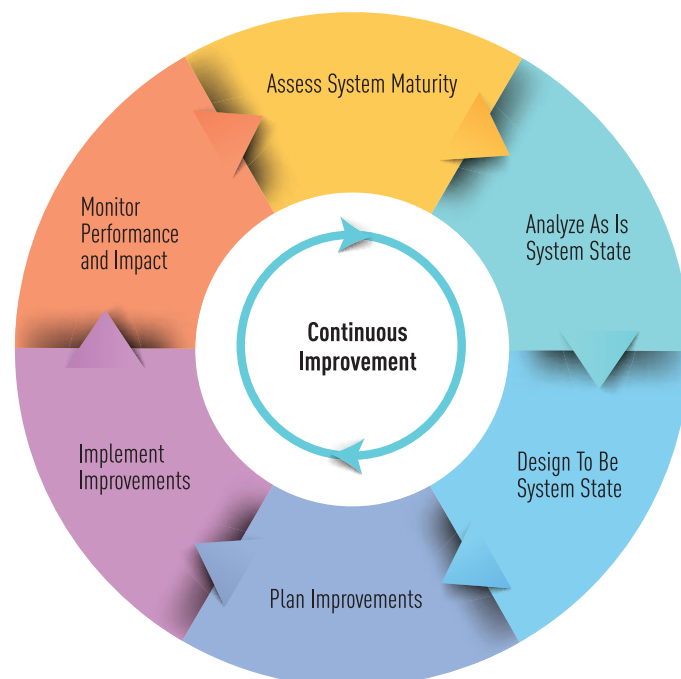 Assess System Maturity
Analyze As Is
System State
Design To Be
System State
Plan Improvements
Implement
Improvements
Monitor
Performance
and Impact
Continuous
Improvement